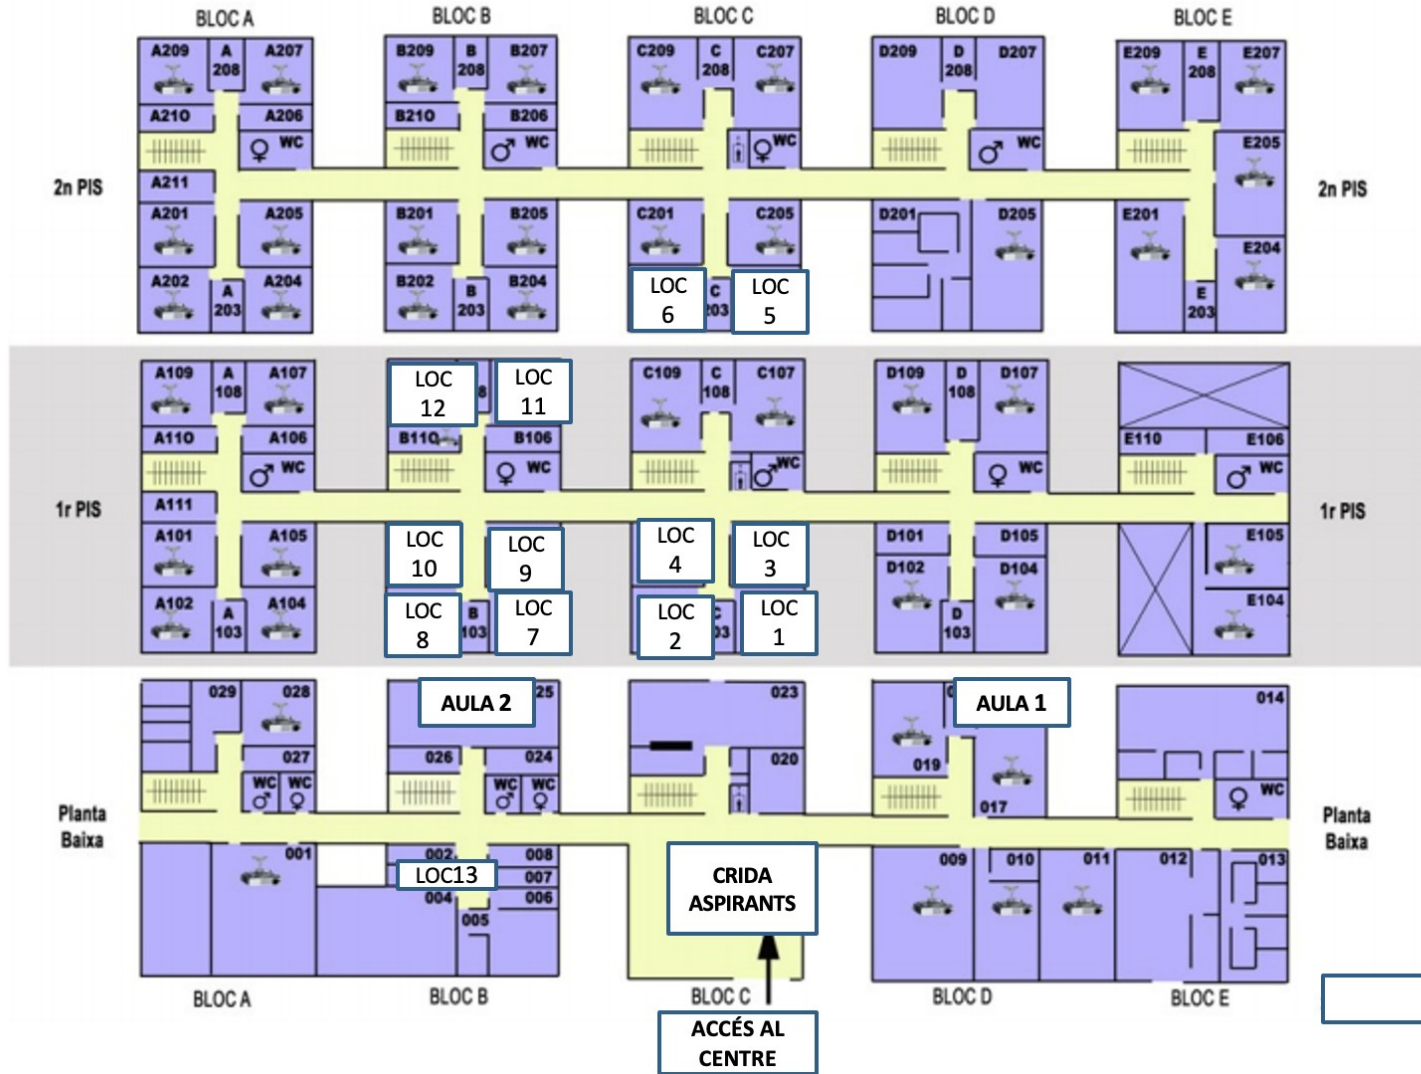 BLOC A
BLOC B
BLOC C
BLOC D
BLOC E
A209
A
208
A207
B209
B
208
B207
C209
C
208
C207
D209
D
208
D207
E209
E
208
E207
A210
A206
B210
B206
WC
WC
WC
WC
E205
2n PIS
2n PIS
A211
A201
A205
B201
B205
C201
C205
D201
D205
E201
E204
A202
A
203
A204
B202
B
203
B204
LOC
6
C
203
LOC
5
E
203
A109
A
108
A107
LOC
12
8
LOC
11
C109
C
108
C107
D109
D
108
D107
A110
A106
B110
B106
E110
E106
WC
WC
WC
WC
WC
1r PIS
1r PIS
A111
A101
A105
LOC
10
LOC
9
LOC
4
LOC
3
D101
D105
E105
A102
A
103
A104
LOC
8
B
103
LOC
7
LOC
2
C
03
LOC
1
D102
D
103
D104
E104
029
028
AULA 2
25
023
AULA 1
014
027
026
024
020
019
017
WC
WC
WC
WC
WC
Planta
Baixa
Planta
Baixa
001
002
LOC13
004
005
008
007
006
CRIDA
ASPIRANTS
009
010
011
012
013
BLOC A
BLOC B
BLOC C
BLOC D
BLOC E
ACCÉS AL
CENTRE